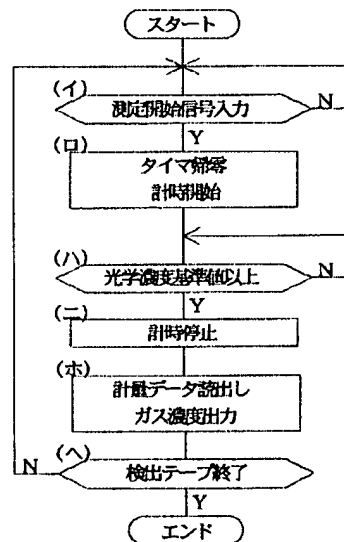 スタート
(イ)
測定開始信号入力
N
Y
(ロ)
タイマ帰零
計時開始
(ハ)
光学濃度基準値以上
N
Y
(ニ)
計時停止
(ホ)
計量データ読出し
ガス濃度出力
(ヘ)
N
検出テープ終了
Y
エンド